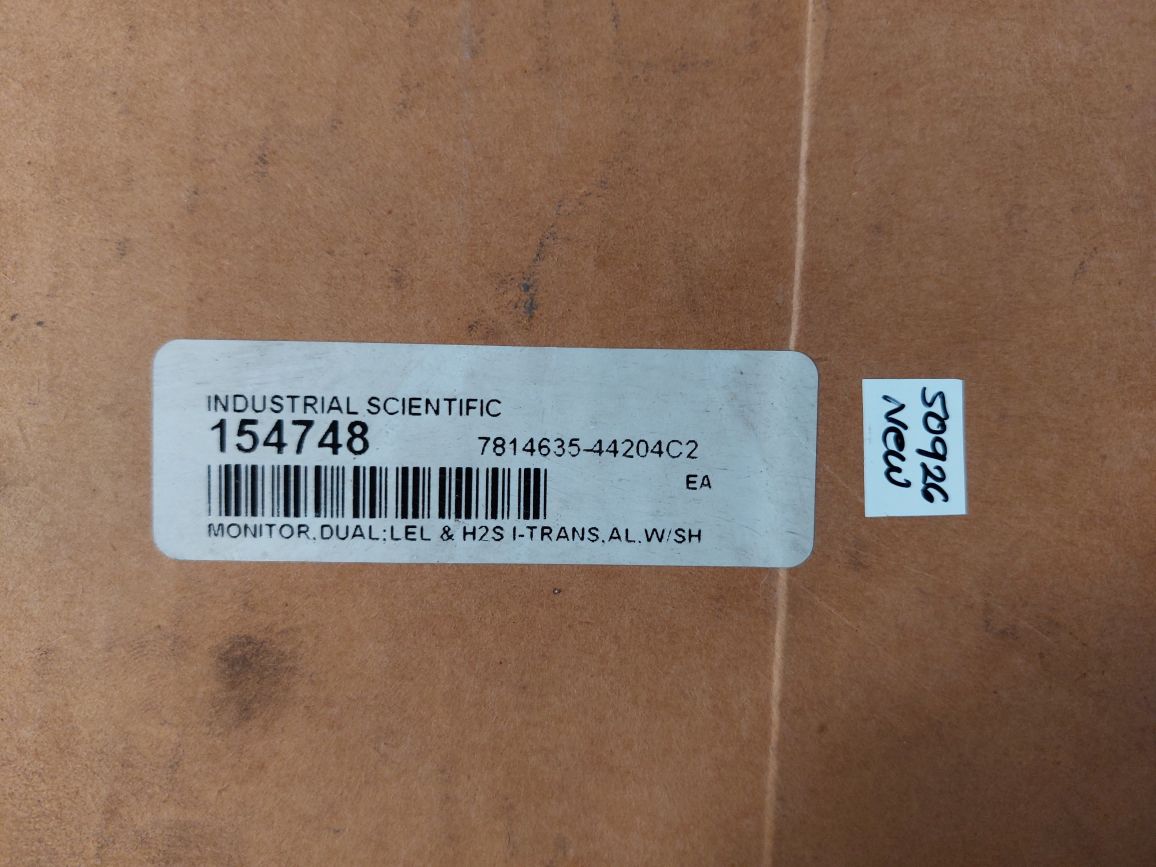 INDUSTRIAL SCIENTIFIC
154748 7814635-44204C2
EA
MONITOR,DUAL:LEL & H2S I-TRANS,AL,W/SH
50926
New